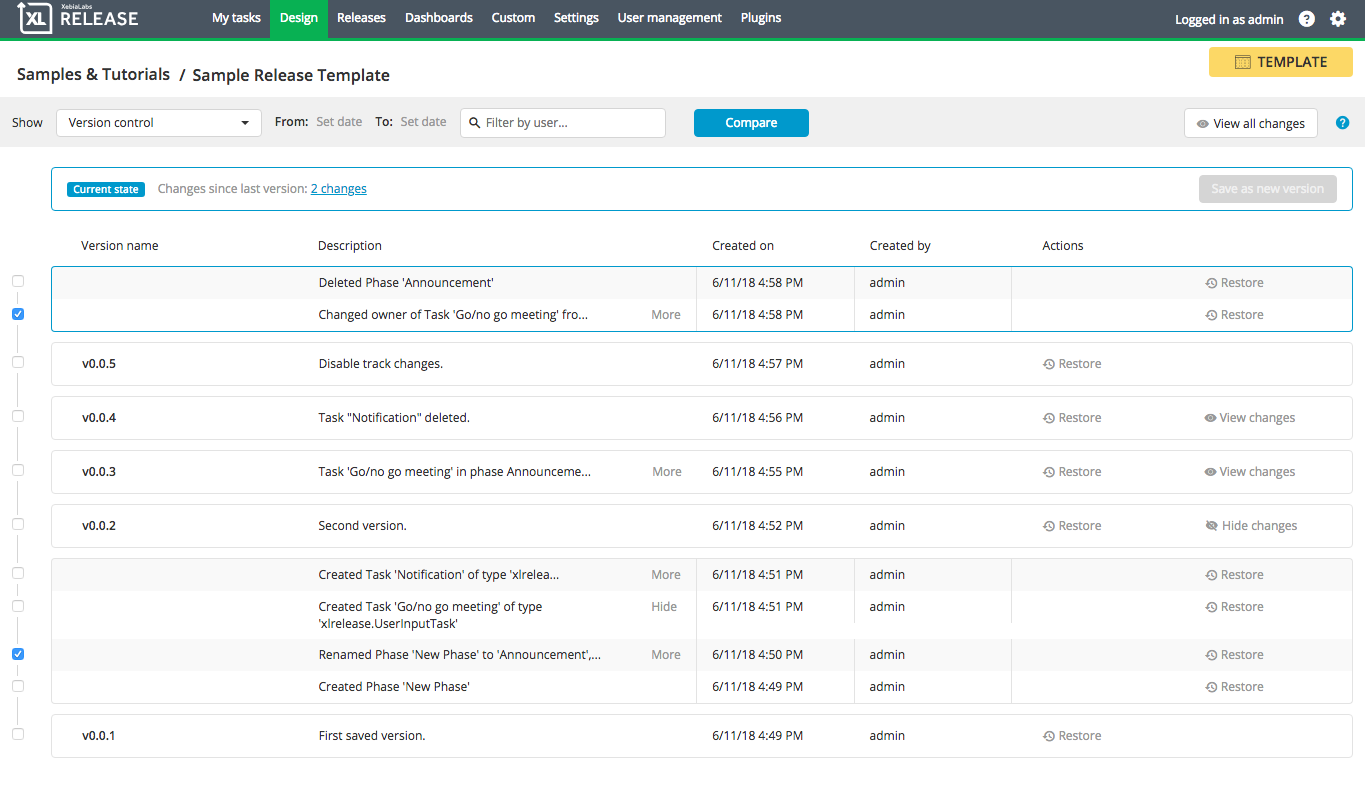 XL XebiaLabs RELEASE My tasks Design Releases Dashboards Custom Settings User management Plugins Logged in as admin ?
Samples & Tutorials / Sample Release Template TEMPLATE
Show Version control From: Set date To: Set date Filter by user... Compare View all changes ?
Current state Changes since last version: 2 changes Save as new version
Version name Description Created on Created by Actions
Deleted Phase 'Announcement' 6/11/18 4:58 PM admin Restore
Changed owner of Task 'Go/no go meeting' fro... More 6/11/18 4:58 PM admin Restore
v0.0.5 Disable track changes. 6/11/18 4:57 PM admin Restore
v0.0.4 Task "Notification" deleted. 6/11/18 4:56 PM admin Restore View changes
v0.0.3 Task 'Go/no go meeting' in phase Announceme... More 6/11/18 4:55 PM admin Restore View changes
v0.0.2 Second version. 6/11/18 4:52 PM admin Restore Hide changes
Created Task 'Notification' of type 'xlrelea... More 6/11/18 4:51 PM admin Restore
Created Task 'Go/no go meeting' of type Hide 6/11/18 4:51 PM admin Restore
'xlrelease.UserInputTask'
Renamed Phase 'New Phase' to 'Announcement',... More 6/11/18 4:50 PM admin Restore
Created Phase 'New Phase' 6/11/18 4:49 PM admin Restore
v0.0.1 First saved version. 6/11/18 4:49 PM admin Restore